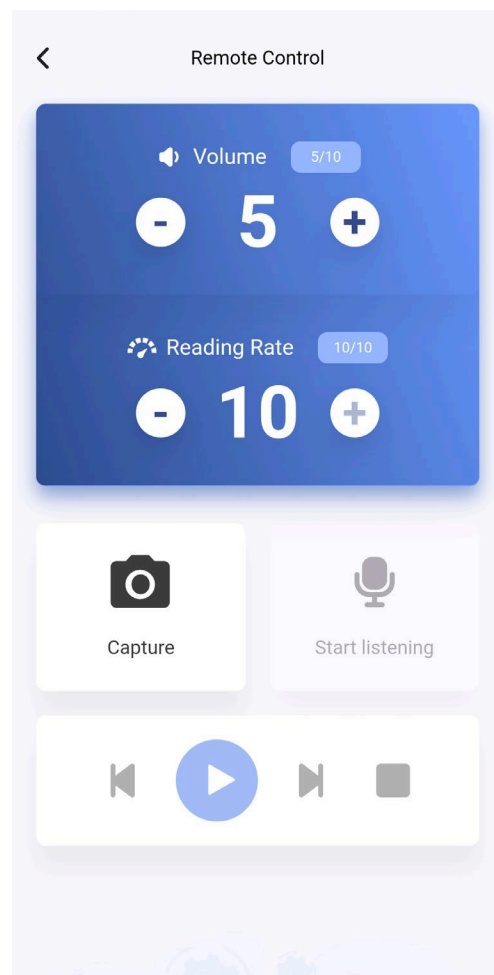 Remote Control
Volume 5/10
- 5 +
Reading Rate 10/10
- 10 +
Capture
Start listening